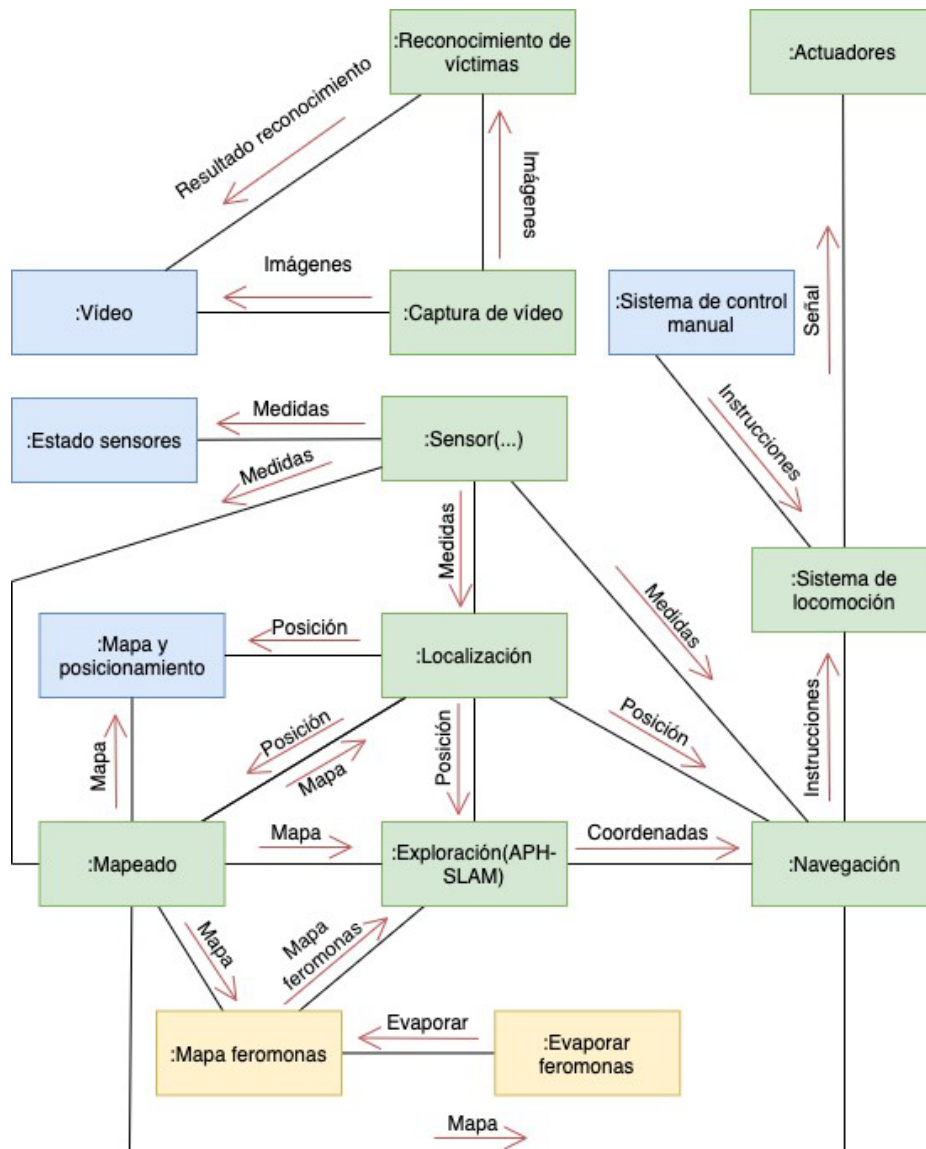 :Reconocimiento de
víctimas
:Actuadores
Resultado reconocimiento
Imágenes
Imágenes
:Vídeo
:Captura de vídeo
:Sistema de control
manual
Señal
Instrucciones
Medidas
:Estado sensores
:Sensor(...)
Medidas
Medidas
Medidas
:Sistema de
locomoción
:Mapa y
posicionamiento
Posición
:Localización
Mapa
Posición
Mapa
Posición
Posición
Instrucciones
:Mapeado
Mapa
:Exploración(APH-
SLAM)
Coordenadas
:Navegación
Mapa
Mapa
feromonas
:Mapa feromonas
Evaporar
:Evaporar
feromonas
Mapa